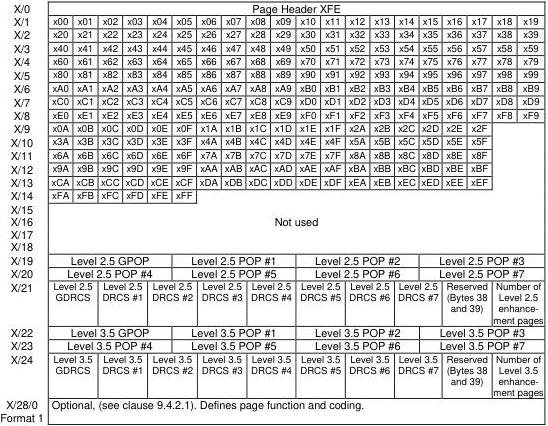 X/0 Page Header XFE
X/1 x00 x01 x02 x03 x04 x05 x06 x07 x08 x09 x10 x11 x12 x13 x14 x15 x16 x17 x18 x19
X/2 x20 x21 x22 x23 x24 x25 x26 x27 x28 x29 x30 x31 x32 x33 x34 x35 x36 x37 x38 x39
X/3 x40 x41 x42 x43 x44 x45 x46 x47 x48 x49 x50 x51 x52 x53 x54 x55 x56 x57 x58 x59
X/4 x60 x61 x62 x63 x64 x65 x66 x67 x68 x69 x70 x71 x72 x73 x74 x75 x76 x77 x78 x79
X/5 x80 x81 x82 x83 x84 x85 x86 x87 x88 x89 x90 x91 x92 x93 x94 x95 x96 x97 x98 x99
X/6 xA0 xA1 xA2 xA3 xA4 xA5 xA6 xA7 xA8 xA9 xB0 xB1 xB2 xB3 xB4 xB5 xB6 xB7 xB8 xB9
X/7 xC0 xC1 xC2 xC3 xC4 xC5 xC6 xC7 xC8 xC9 xD0 xD1 xD2 xD3 xD4 xD5 xD6 xD7 xD8 xD9
X/8 xE0 xE1 xE2 xE3 xE4 xE5 xE6 xE7 xE8 xE9 xF0 xF1 xF2 xF3 xF4 xF5 xF6 xF7 xF8 xF9
X/9 x0A x0B x0C x0D x0E x0F x1A x1B x1C x1D x1E x1F x2A x2B x2C x2D x2E x2F
X/10 x3A x3B x3C x3D x3E x3F x4A x4B x4C x4D x4E x4F x5A x5B x5C x5D x5E x5F
X/11 x6A x6B x6C x6D x6E x6F x7A x7B x7C x7D x7E x7F x8A x8B x8C x8D x8E x8F
X/12 x9A x9B x9C x9D x9E x9F xAA xAB xAC xAD xAE xAF xBA xBB xBC xBD xBE xBF
X/13 xCA xCB xCC xCD xCE xCF xDA xDB xDC xDD xDE xDF xEA xEB xEC xED xEE xEF
X/14 xFA xFB xFC xFD xFE xFF
X/15
X/16 Not used
X/17
X/18
X/19 Level 2.5 GPOP Level 2.5 POP #1 Level 2.5 POP #2 Level 2.5 POP #3
X/20 Level 2.5 POP #4 Level 2.5 POP #5 Level 2.5 POP #6 Level 2.5 POP #7
X/21 Level 2.5 Level 2.5 Level 2.5 Level 2.5 Level 2.5 Level 2.5 Level 2.5 Level 2.5 Reserved Number of
GDRCS DRCS #1 DRCS #2 DRCS #3 DRCS #4 DRCS #5 DRCS #6 DRCS #7 (Bytes 38 Level 2.5
and 39) enhance-
ment pages
X/22 Level 3.5 GPOP Level 3.5 POP #1 Level 3.5 POP #2 Level 3.5 POP #3
X/23 Level 3.5 POP #4 Level 3.5 POP #5 Level 3.5 POP #6 Level 3.5 POP #7
X/24 Level 3.5 Level 3.5 Level 3.5 Level 3.5 Level 3.5 Level 3.5 Level 3.5 Level 3.5 Reserved Number of
GDRCS DRCS #1 DRCS #2 DRCS #3 DRCS #4 DRCS #5 DRCS #6 DRCS #7 (Bytes 38 Level 3.5
and 39) enhance-
ment pages
X/28/0 Optional, (see clause 9.4.2.1). Defines page function and coding.
Format 1